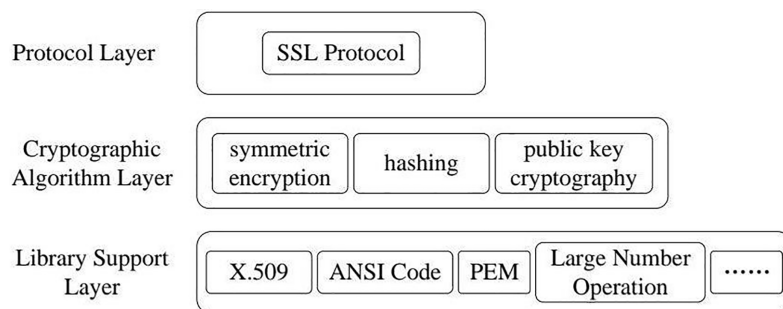 Protocol Layer
SSL Protocol
Cryptographic
Algorithm Layer
symmetric
encryption
hashing
public key
cryptography
Library Support
Layer
X.509
ANSI Code
PEM
Large Number
Operation
······